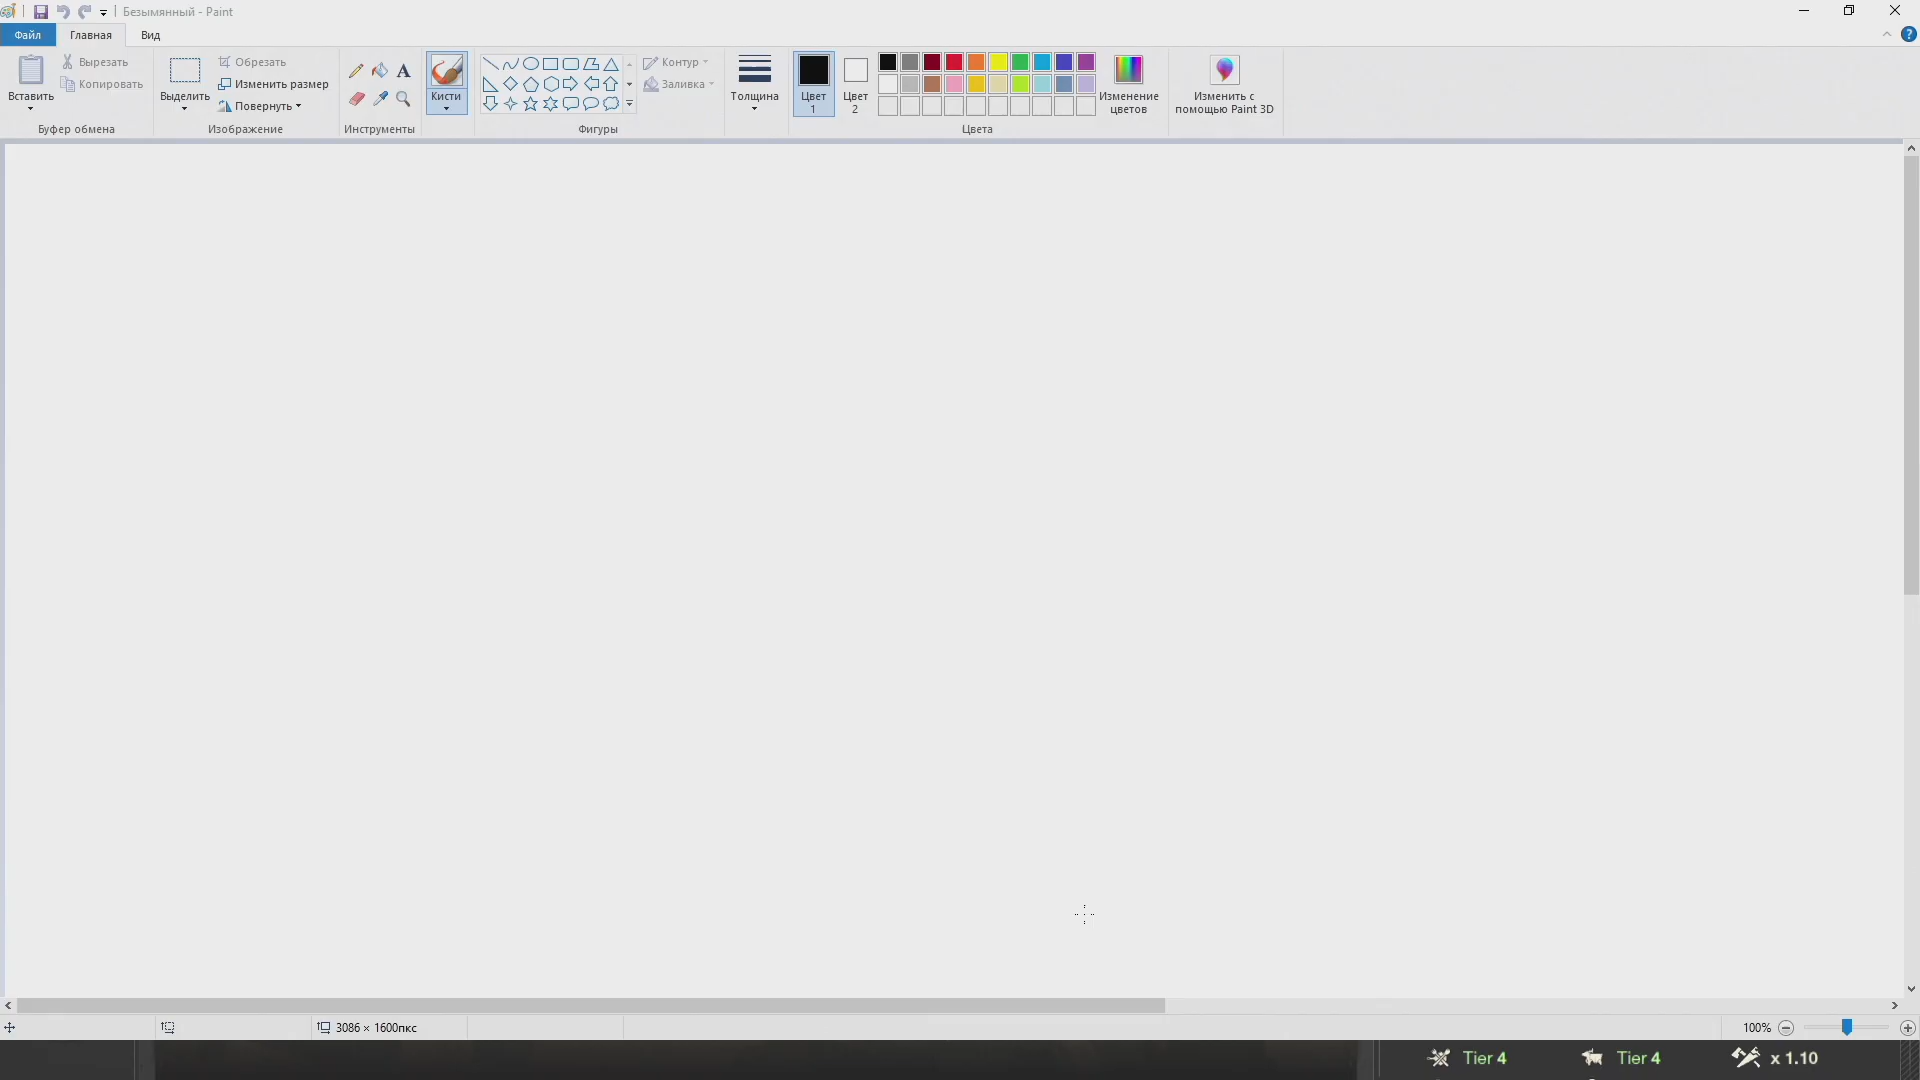 Безымянный - Paint
Файл Главная Вид
Вставить
Вырезать
Копировать
Буфер обмена
Выделить
Обрезать
Изменить размер
Повернуть
Изображение
A
Инструменты
Кисти
Контур
Заливка
Фигуры
Толщина
Цвет
1
Цвет
2
Изменение
цветов
Цвета
Изменить с
помощью Paint 3D
?
3086 × 1600пкс
100%
Tier 4
Tier 4
x 1.10